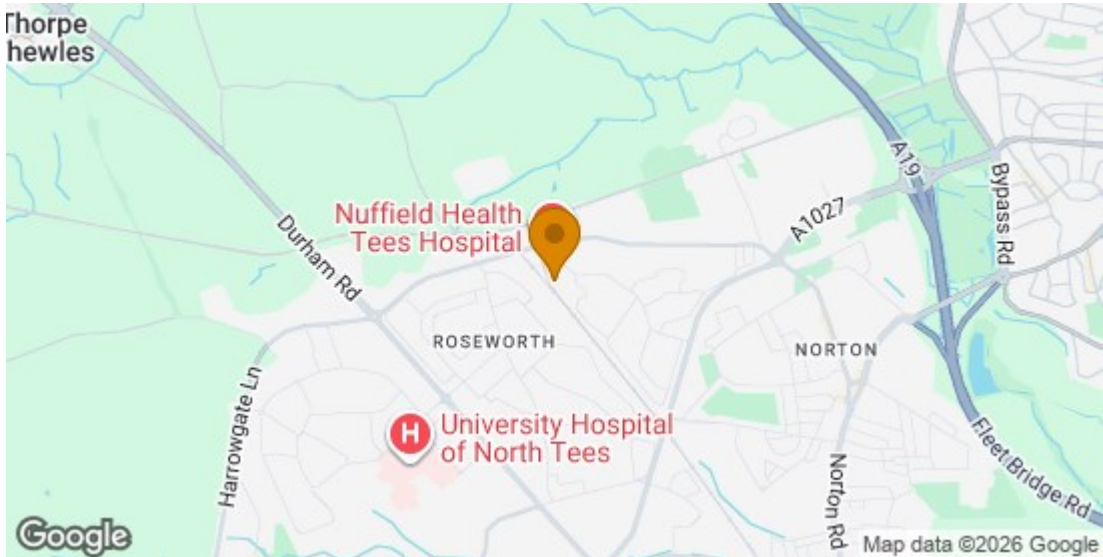 Thorpe
hewles
A19
Bypass Rd
A1027
Nuffield Health
Tees Hospital
Durham Rd
ROSEWORTH
NORTON
Harrowgate Ln
H
University Hospital
of North Tees
Norton Rd
Fleet Bridge Rd
Google
Map data ©2026 Google